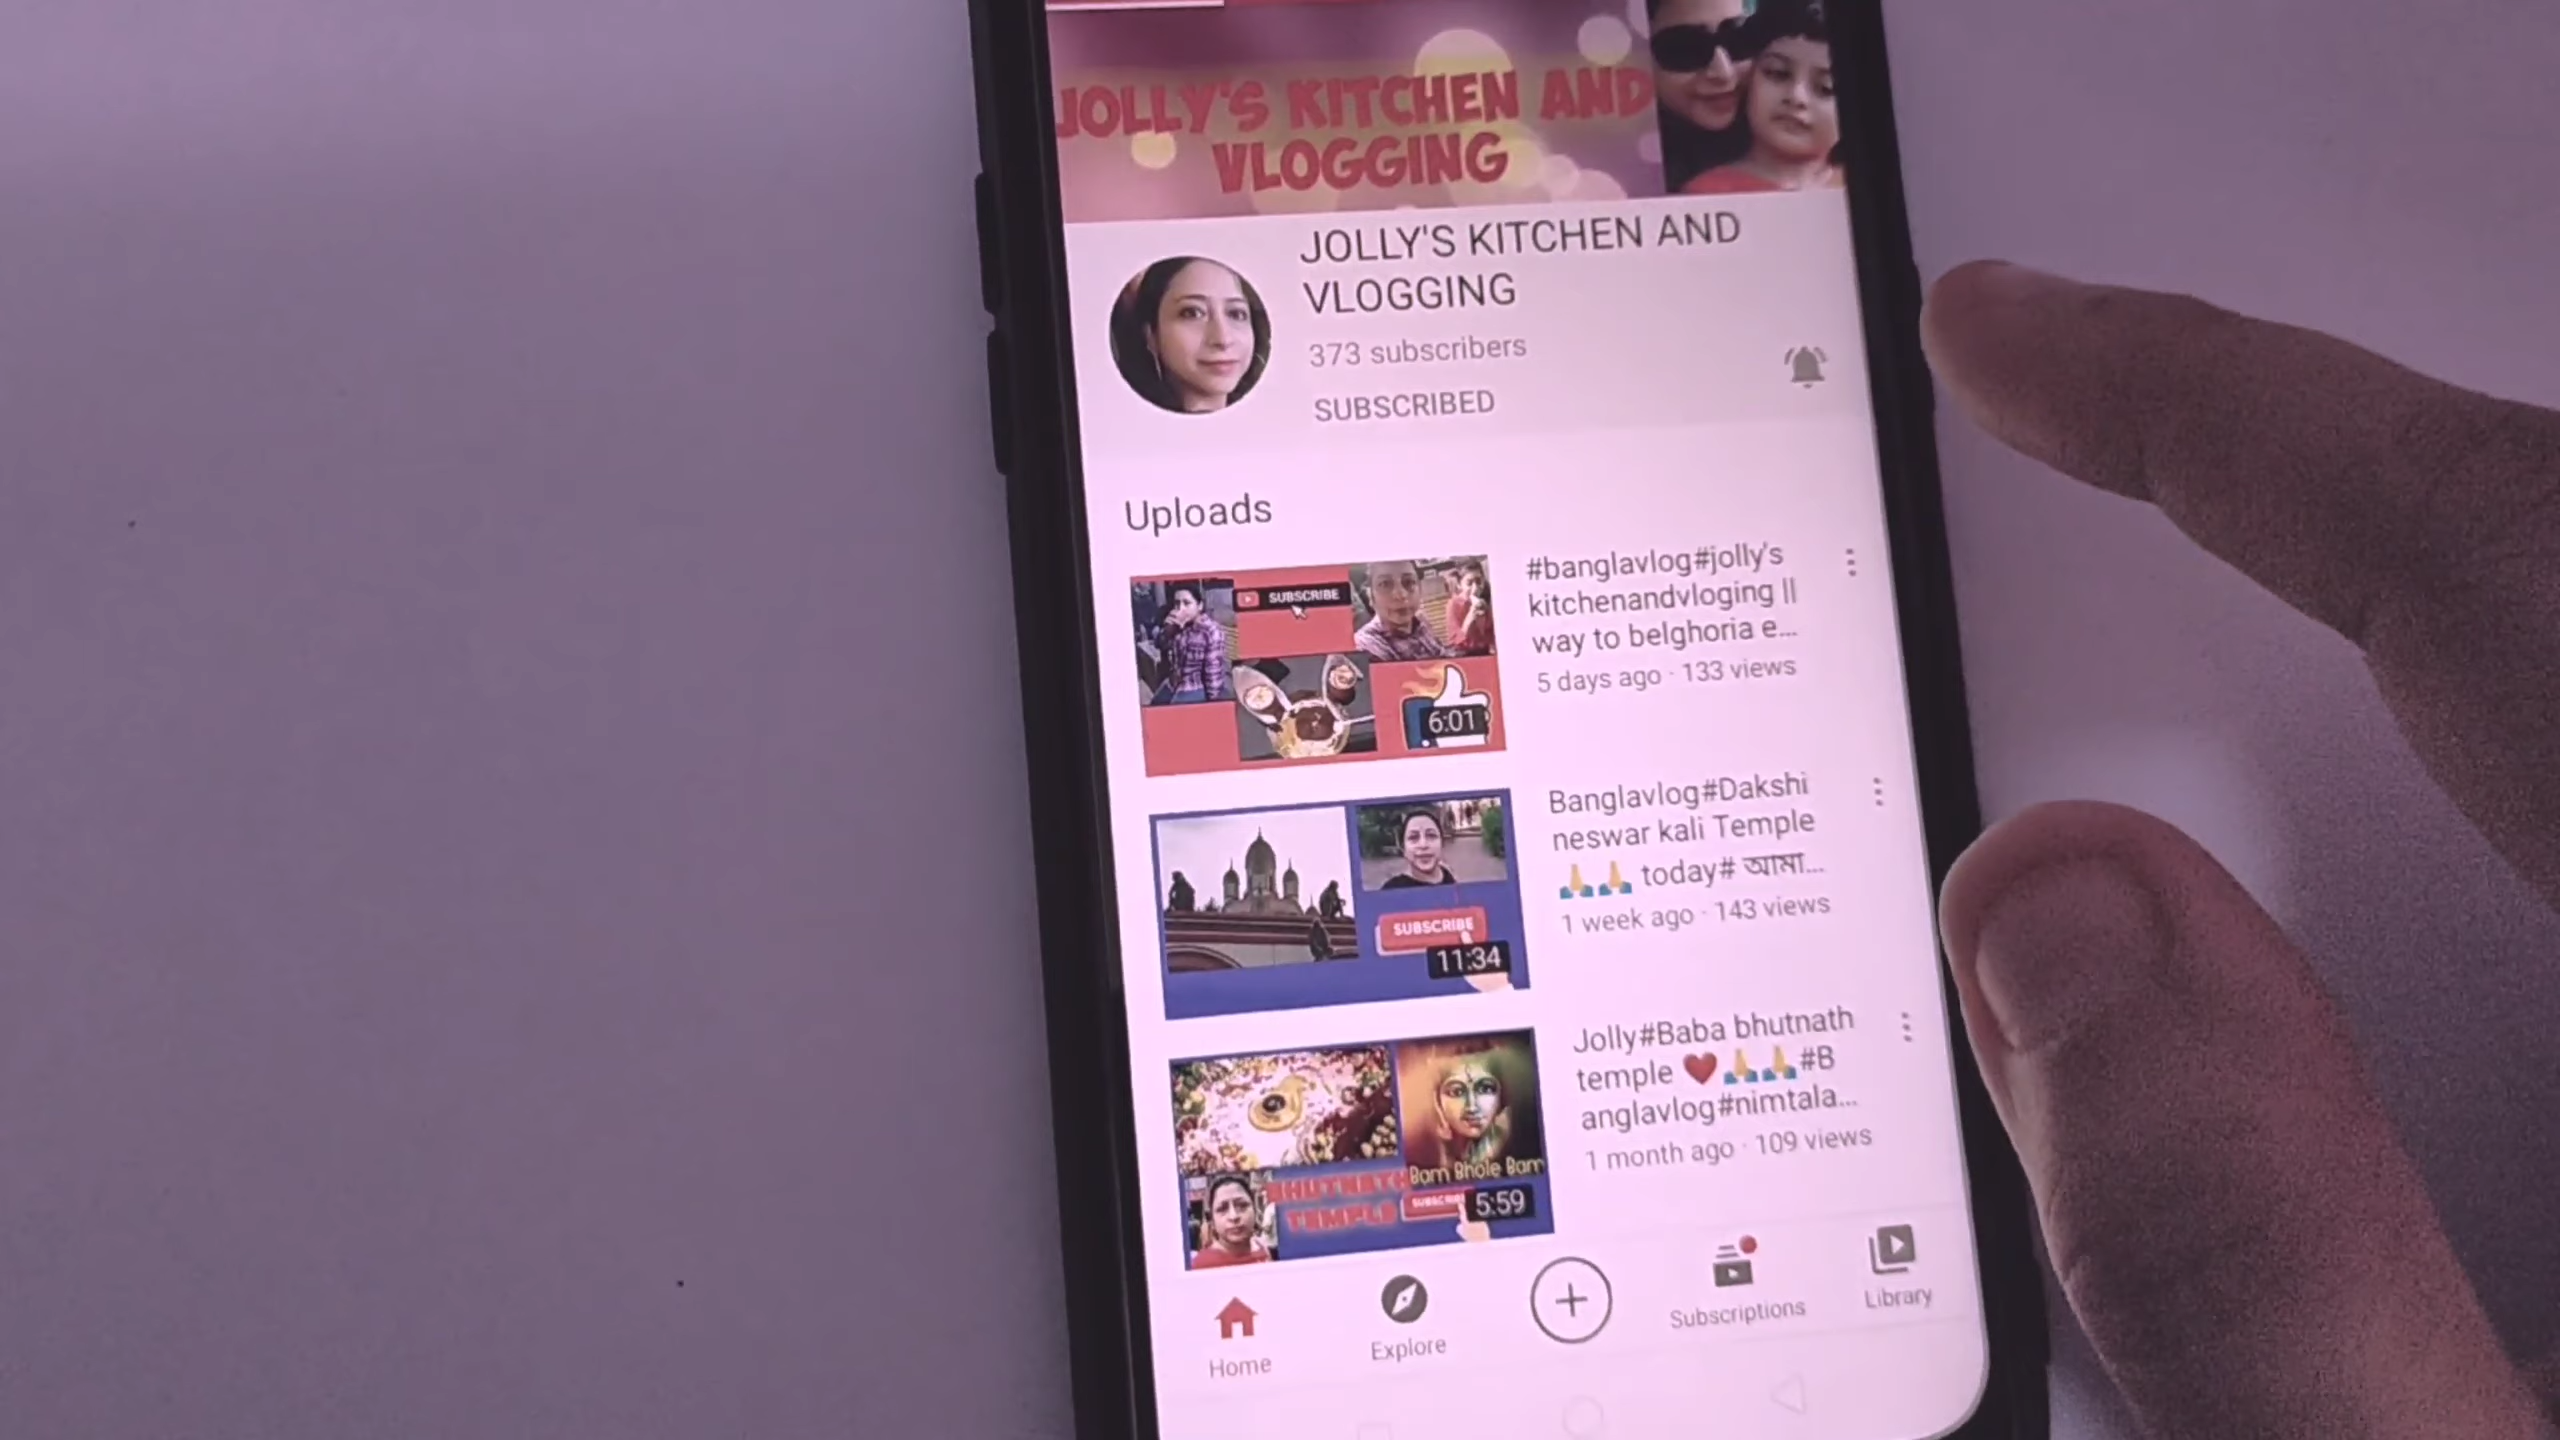 JOLLY'S KITCHEN AND
VLOGGING
JOLLY'S KITCHEN AND
VLOGGING
373 subscribers
SUBSCRIBED
Uploads
SUBSCRIBE
6:01
#banglavlog#jolly's
kitchenandvloging ||
way to belghoria e...
5 days ago · 133 views
SUBSCRIBE
11:34
Banglavlog#Dakshi
neswar kali Temple
🙏🙏 today# আমা...
1 week ago · 143 views
Bam Bhole Bam
BHUTNATH
TEMPLE
SUBSCRIBE
5:59
Jolly#Baba bhutnath
temple ❤️🙏🙏#B
anglavlog#nimtala...
1 month ago · 109 views
Home
Explore
Subscriptions
Library